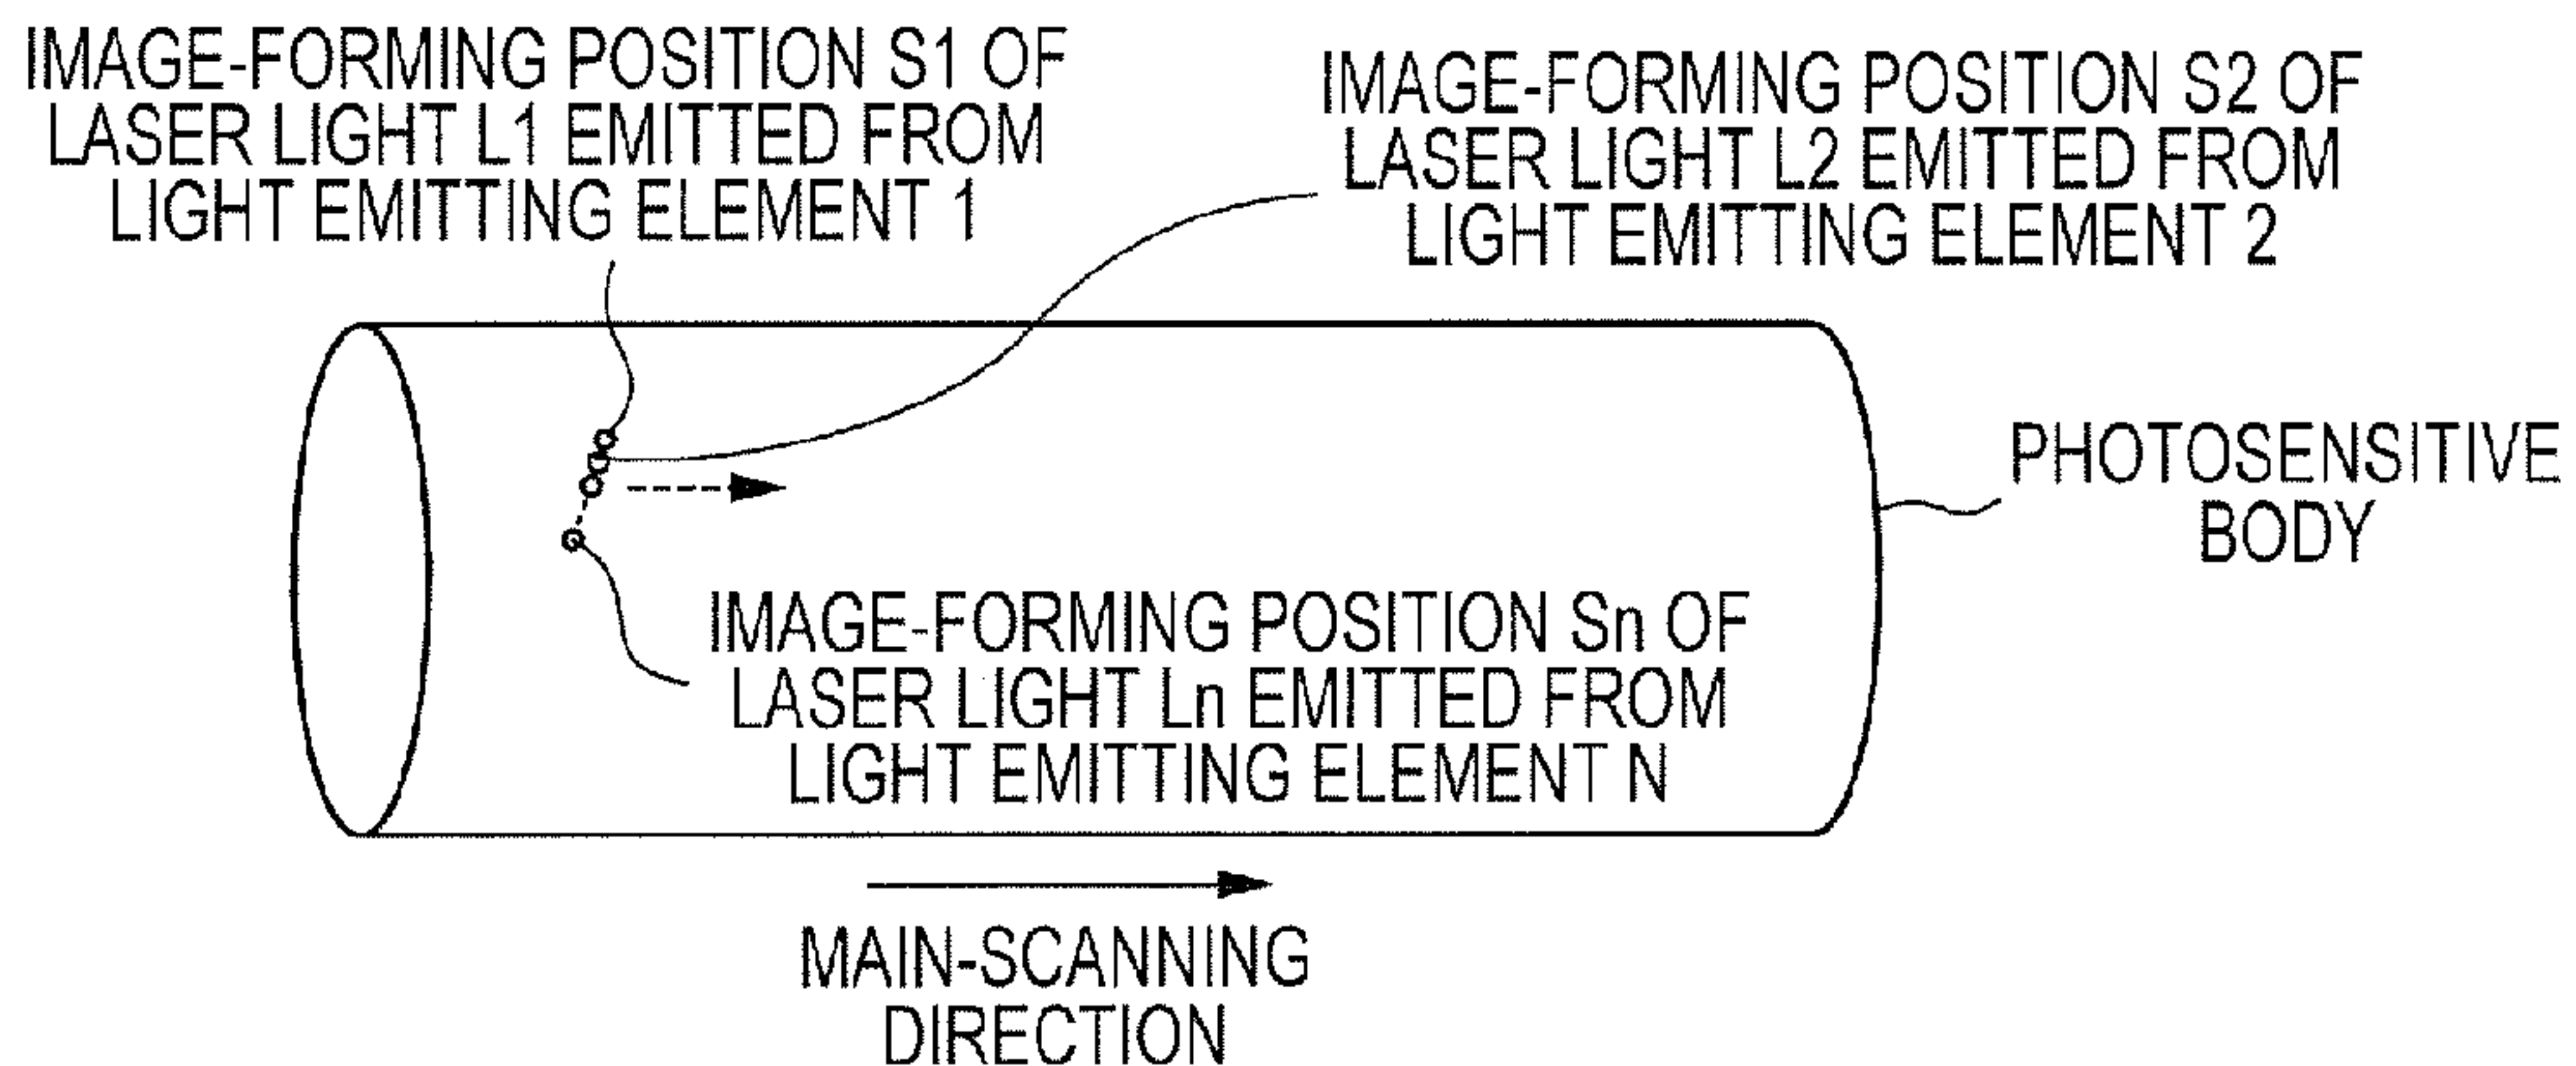 IMAGE-FORMING POSITION S1 OF
LASER LIGHT L1 EMITTED FROM
LIGHT EMITTING ELEMENT 1
IMAGE-FORMING POSITION S2 OF
LASER LIGHT L2 EMITTED FROM
LIGHT EMITTING ELEMENT 2
PHOTOSENSITIVE
BODY
IMAGE-FORMING POSITION Sn OF
LASER LIGHT Ln EMITTED FROM
LIGHT EMITTING ELEMENT N
MAIN-SCANNING
DIRECTION